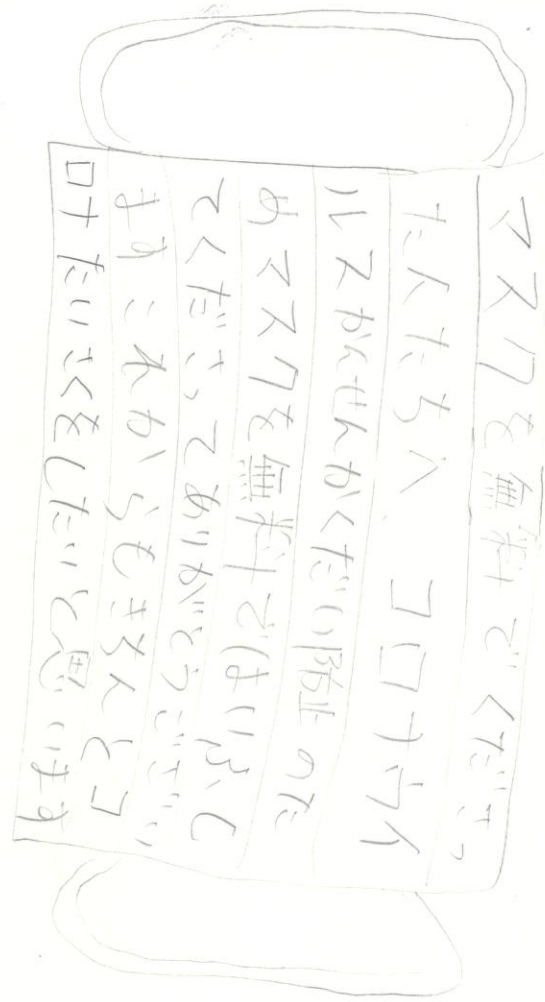 マスクを無料でくださっ
た人たちへ コロナウイ
ルスかんせんかくだい防止のた
めマスクを無料ではいふし
てくださってありがとうござい
ますこれからもきちんとコ
ロナたいさくをしたいと思います